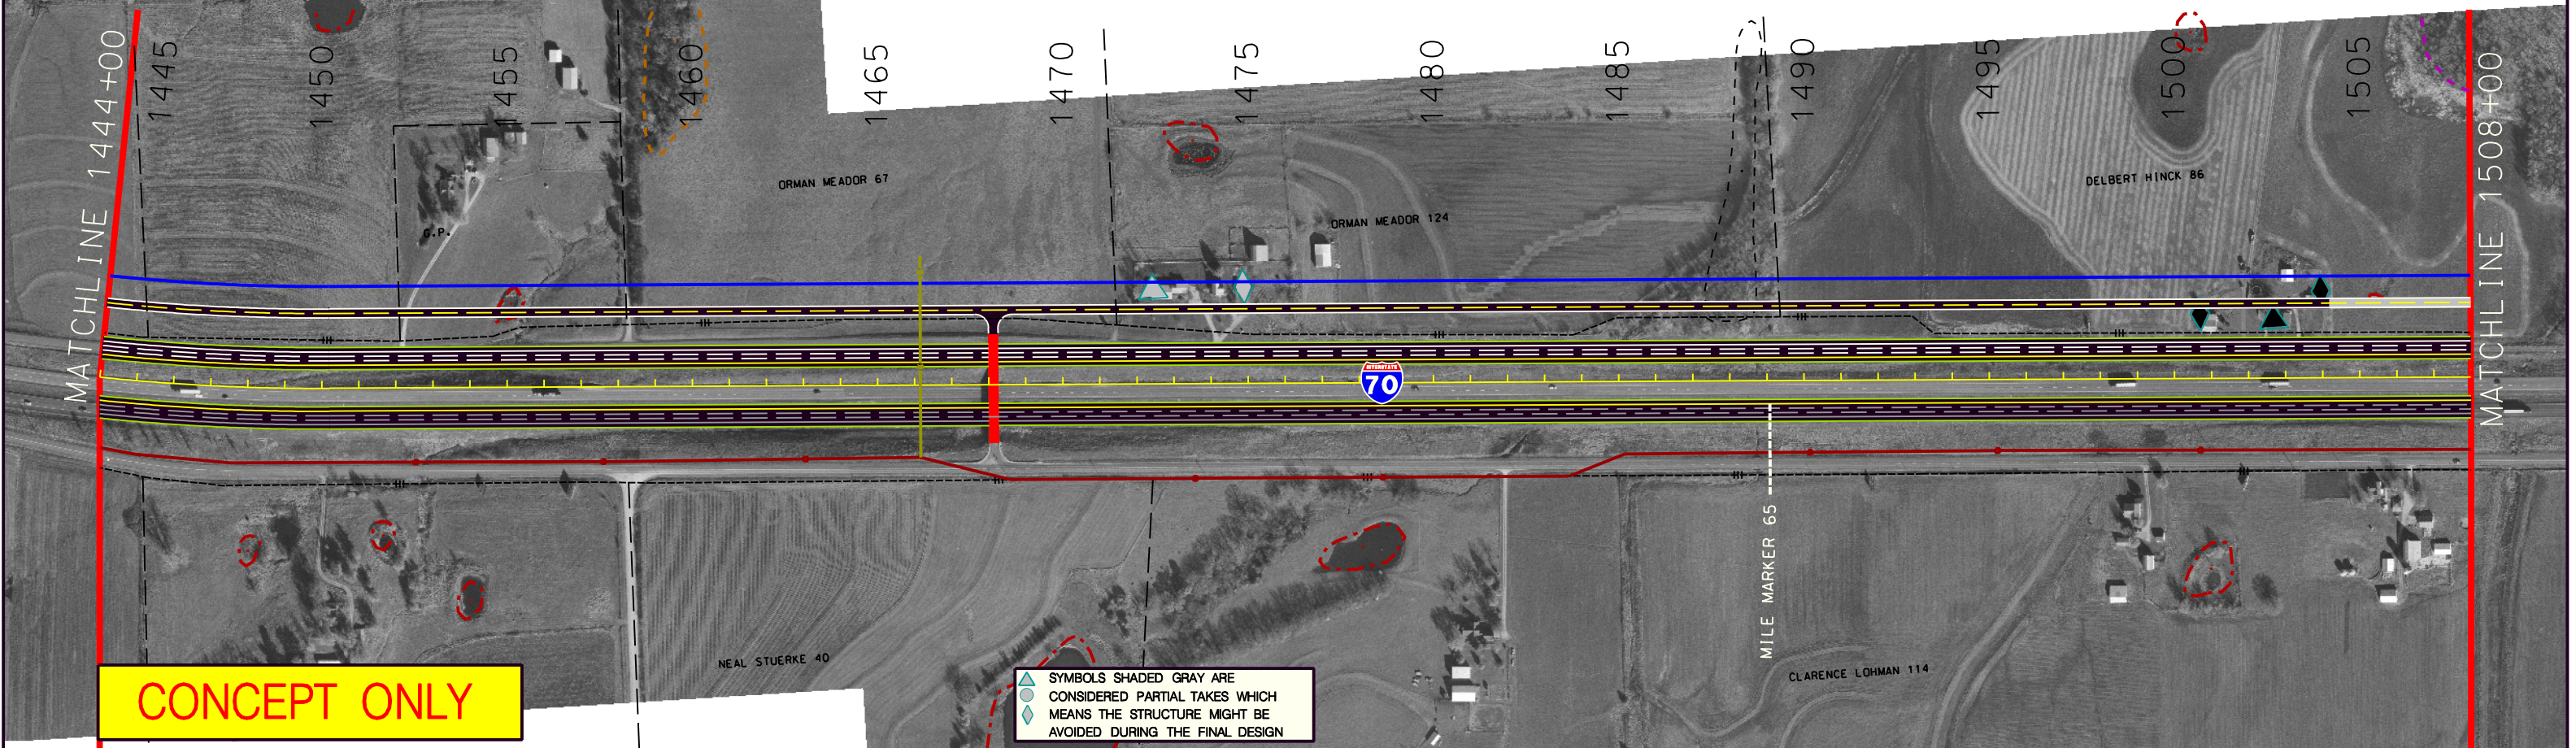 MATCHLINE 1444+00
1445
1450
1455
1460
1465
1470
1475
1480
1485
1490
1495
1500
1505
MATCHLINE 1508+00
ORMAN MEADOR 67
G.P.
ORMAN MEADOR 124
DELBERT HINCK 86
INTERSTATE
70
MILE MARKER 65
NEAL STUERKE 40
CLARENCE LOHMAN 114
CONCEPT ONLY
SYMBOLS SHADED GRAY ARE
CONSIDERED PARTIAL TAKES WHICH
MEANS THE STRUCTURE MIGHT BE
AVOIDED DURING THE FINAL DESIGN